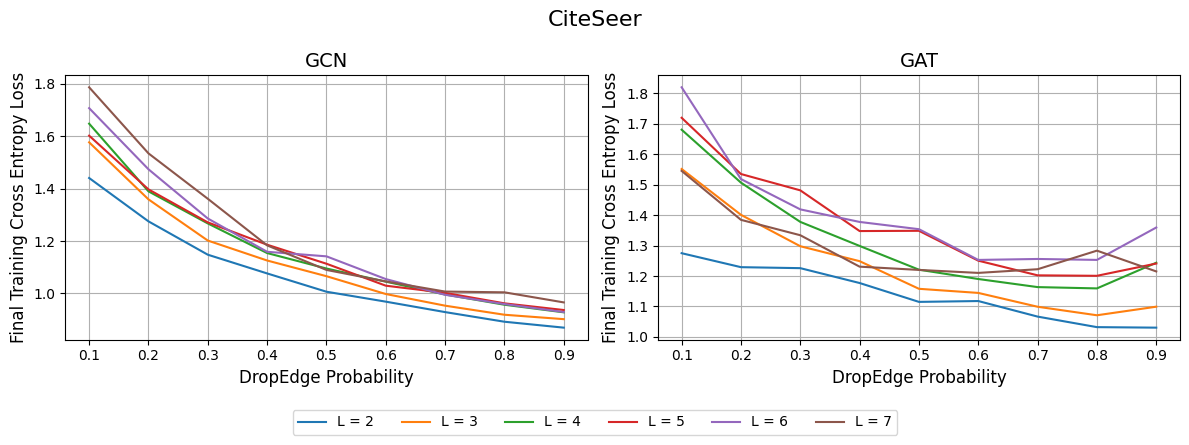 CiteSeer
GCN
Final Training Cross Entropy Loss
1.8
1.6
1.4
1.2
1.0
0.1 0.2 0.3 0.4 0.5 0.6 0.7 0.8 0.9
DropEdge Probability
GAT
Final Training Cross Entropy Loss
1.8
1.7
1.6
1.5
1.4
1.3
1.2
1.1
1.0
0.1 0.2 0.3 0.4 0.5 0.6 0.7 0.8 0.9
DropEdge Probability
L = 2 L = 3 L = 4 L = 5 L = 6 L = 7